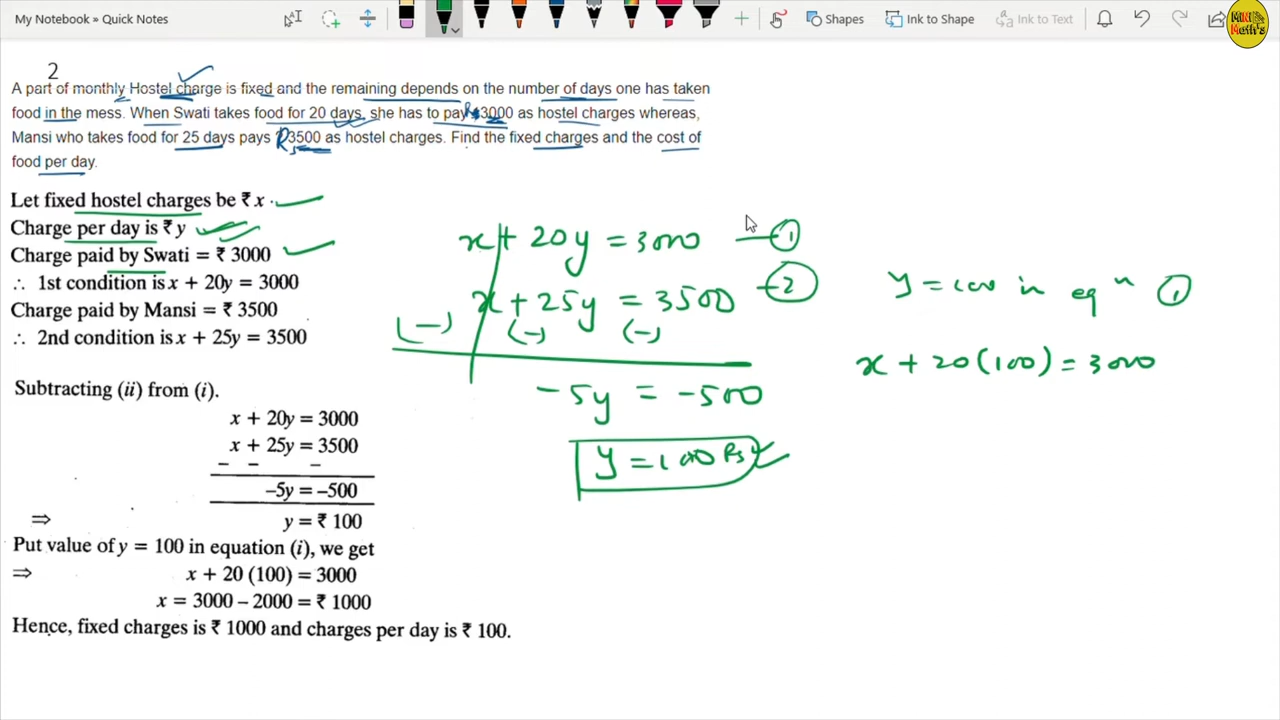 My Notebook » Quick Notes
Shapes
Ink to Shape
Ink to Text
MINI Math's
2
A part of monthly Hostel charge is fixed and the remaining depends on the number of days one has taken
food in the mess. When Swati takes food for 20 days, she has to pay Rs 3000 as hostel charges whereas,
Mansi who takes food for 25 days pays Rs 3500 as hostel charges. Find the fixed charges and the cost of
food per day.
Let fixed hostel charges be ₹ x
Charge per day is ₹ y
Charge paid by Swati = ₹ 3000
∴ 1st condition is x + 20y = 3000
Charge paid by Mansi = ₹ 3500
∴ 2nd condition is x + 25y = 3500
Subtracting (ii) from (i).
x + 20y = 3000
x + 25y = 3500
– – –
–5y = –500
⇒ y = ₹ 100
Put value of y = 100 in equation (i), we get
⇒ x + 20 (100) = 3000
x = 3000 – 2000 = ₹ 1000
Hence, fixed charges is ₹ 1000 and charges per day is ₹ 100.
x + 20y = 3000 — 1
x + 25y = 3500 — 2
(–) (–) (–)
–5y = –500
y = 100 Rs
y = 100 in eqn 1
x + 20(100) = 3000